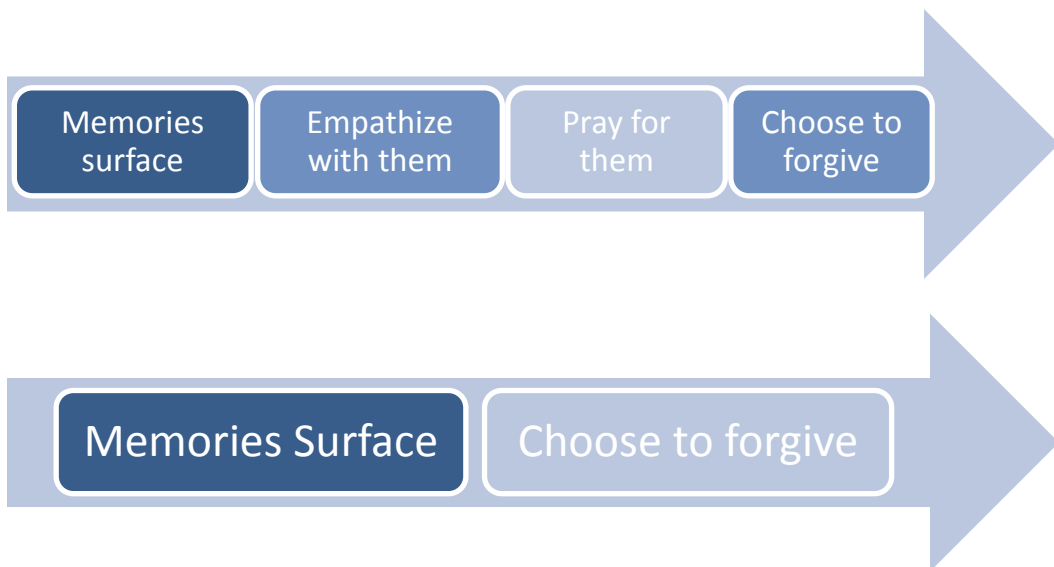 Memories
surface
Empathize
with them
Pray for
them
Choose to
forgive
Memories Surface
Choose to forgive